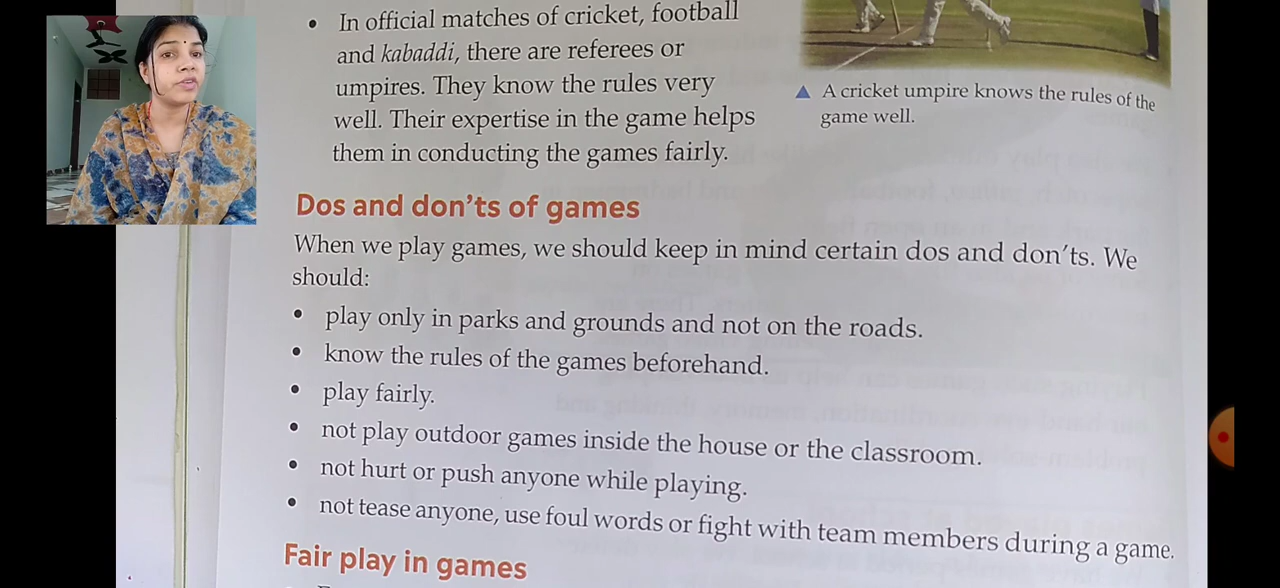 • In official matches of cricket, football
and kabaddi, there are referees or
umpires. They know the rules very
well. Their expertise in the game helps
them in conducting the games fairly.
▲ A cricket umpire knows the rules of the
game well.
Dos and don'ts of games
When we play games, we should keep in mind certain dos and don'ts. We
should:
• play only in parks and grounds and not on the roads.
• know the rules of the games beforehand.
• play fairly.
• not play outdoor games inside the house or the classroom.
• not hurt or push anyone while playing.
• not tease anyone, use foul words or fight with team members during a game.
Fair play in games